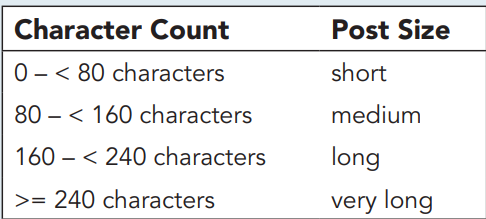 Character Count Post Size
0 – < 80 characters short
80 – < 160 characters medium
160 – < 240 characters long
>= 240 characters very long